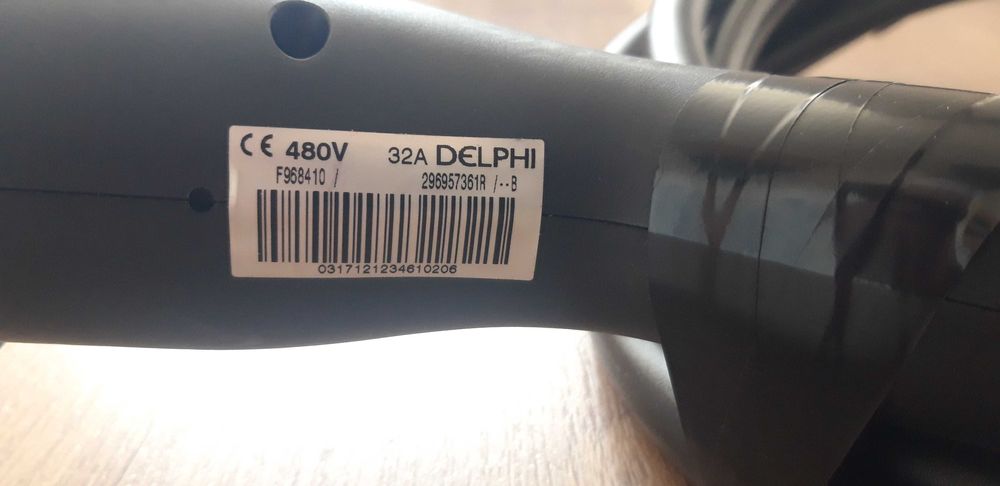 CE 480V 32A DELPHI
F968410 / 296957361R /--B
0317121234610206